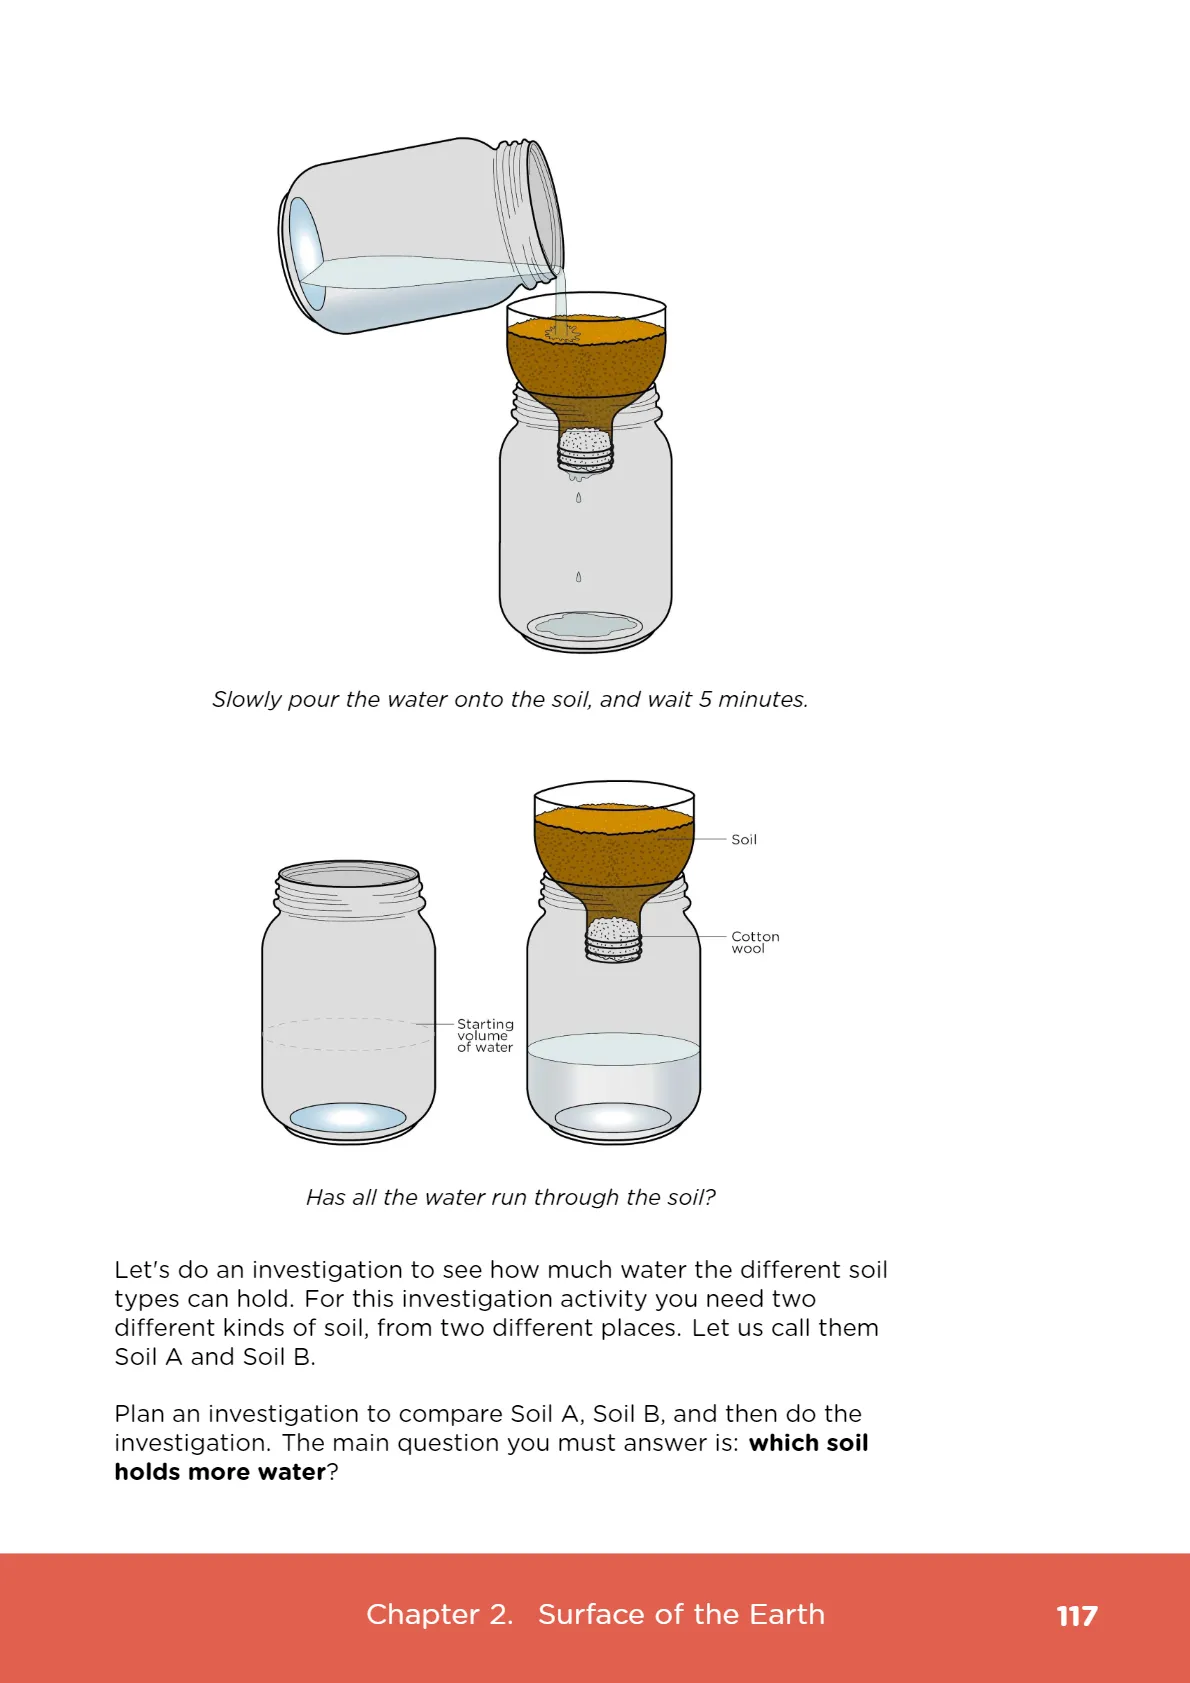 Slowly pour the water onto the soil, and wait 5 minutes.
Soil
Cotton
wool
Starting
volume
of water
Has all the water run through the soil?
Let's do an investigation to see how much water the different soil
types can hold. For this investigation activity you need two
different kinds of soil, from two different places. Let us call them
Soil A and Soil B.
Plan an investigation to compare Soil A, Soil B, and then do the
investigation. The main question you must answer is: which soil
holds more water?
Chapter 2. Surface of the Earth 117